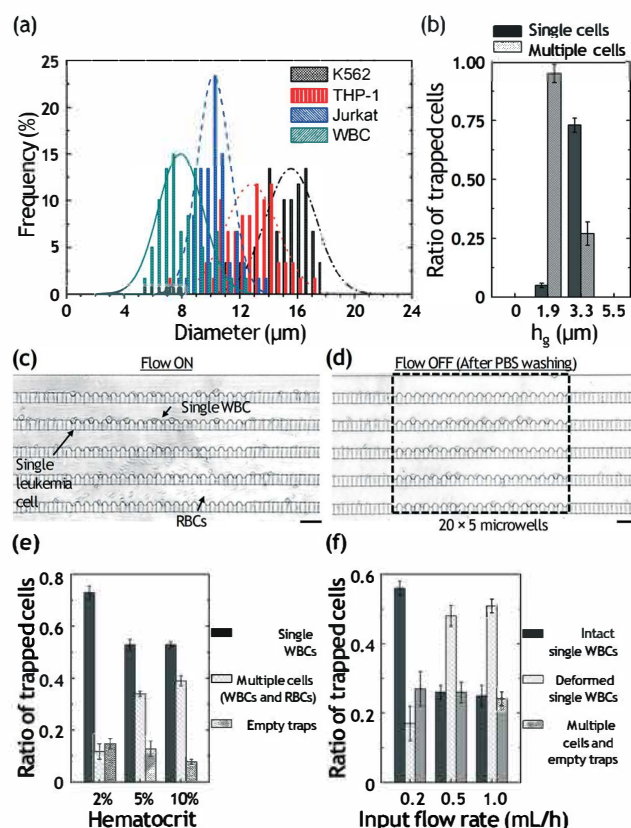 (a)
25
20
15
10
5
0
Frequency (%)
4
8
12
16
20
24
Diameter (µm)
K562
THP-1
Jurkat
WBC
(b)
Single cells
Multiple cells
1.00
0.75
0.50
0.25
0
Ratio of trapped cells
0
1.9
3.3
5.5
hg (µm)
(c)
Flow ON
Single WBC
Single
leukemia
cell
RBCs
(d)
Flow OFF (After PBS washing)
20 × 5 microwells
(e)
0.8
0.4
0
Ratio of trapped cells
2%
5%
10%
Hematocrit
Single
WBCs
Multiple cells
(WBCs and RBCs)
Empty traps
(f)
0.6
0.4
0.2
0
Ratio of trapped cells
0.2
0.5
1.0
Input flow rate (mL/h)
Intact
single WBCs
Deformed
single WBCs
Multiple
cells and
empty traps